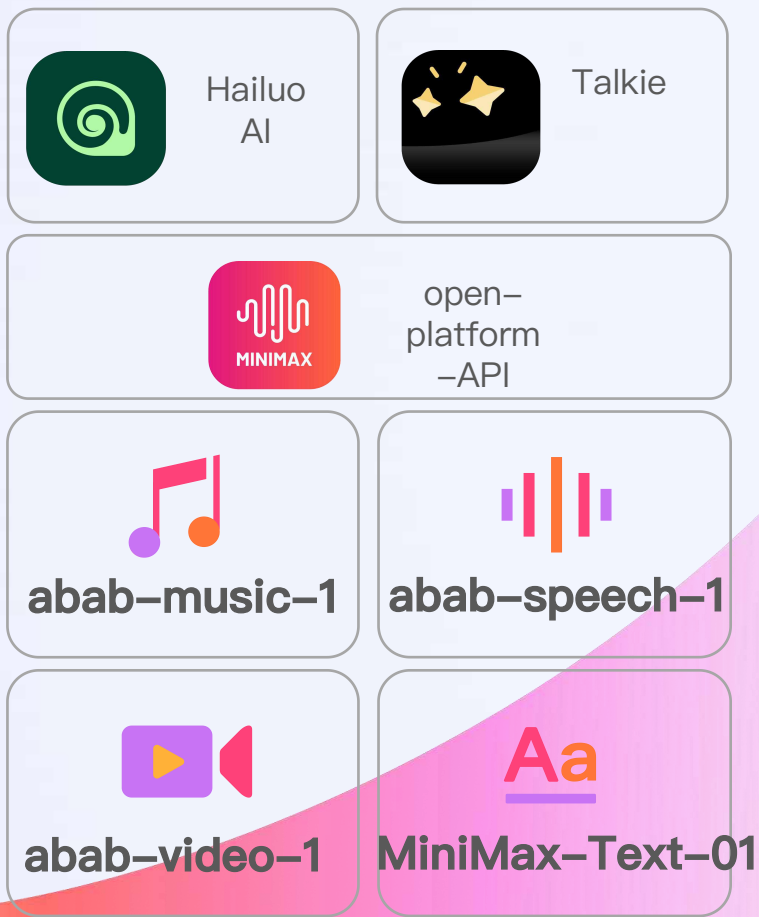 Hailuo
AI
Talkie
MINIMAX
open–
platform
–API
abab–music–1
abab–speech–1
Aa
abab–video–1
MiniMax–Text–01